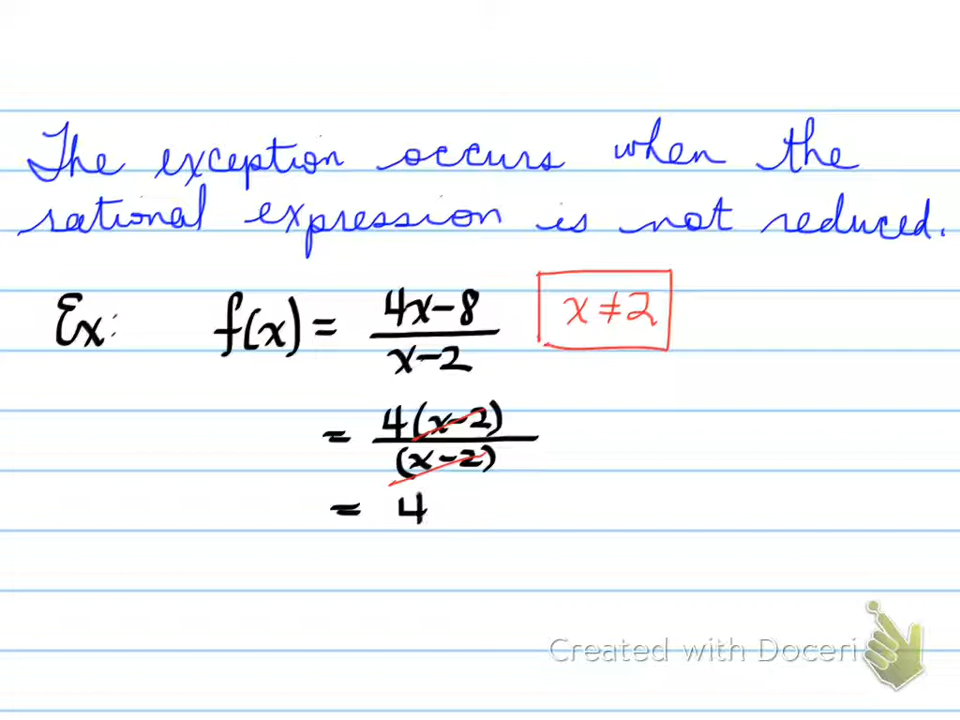 The exception occurs when the
rational expression is not reduced.
Ex: f(x) = 4x-8 / x-2 x≠2
= 4(x-2) / (x-2)
= 4
Created with Doceri